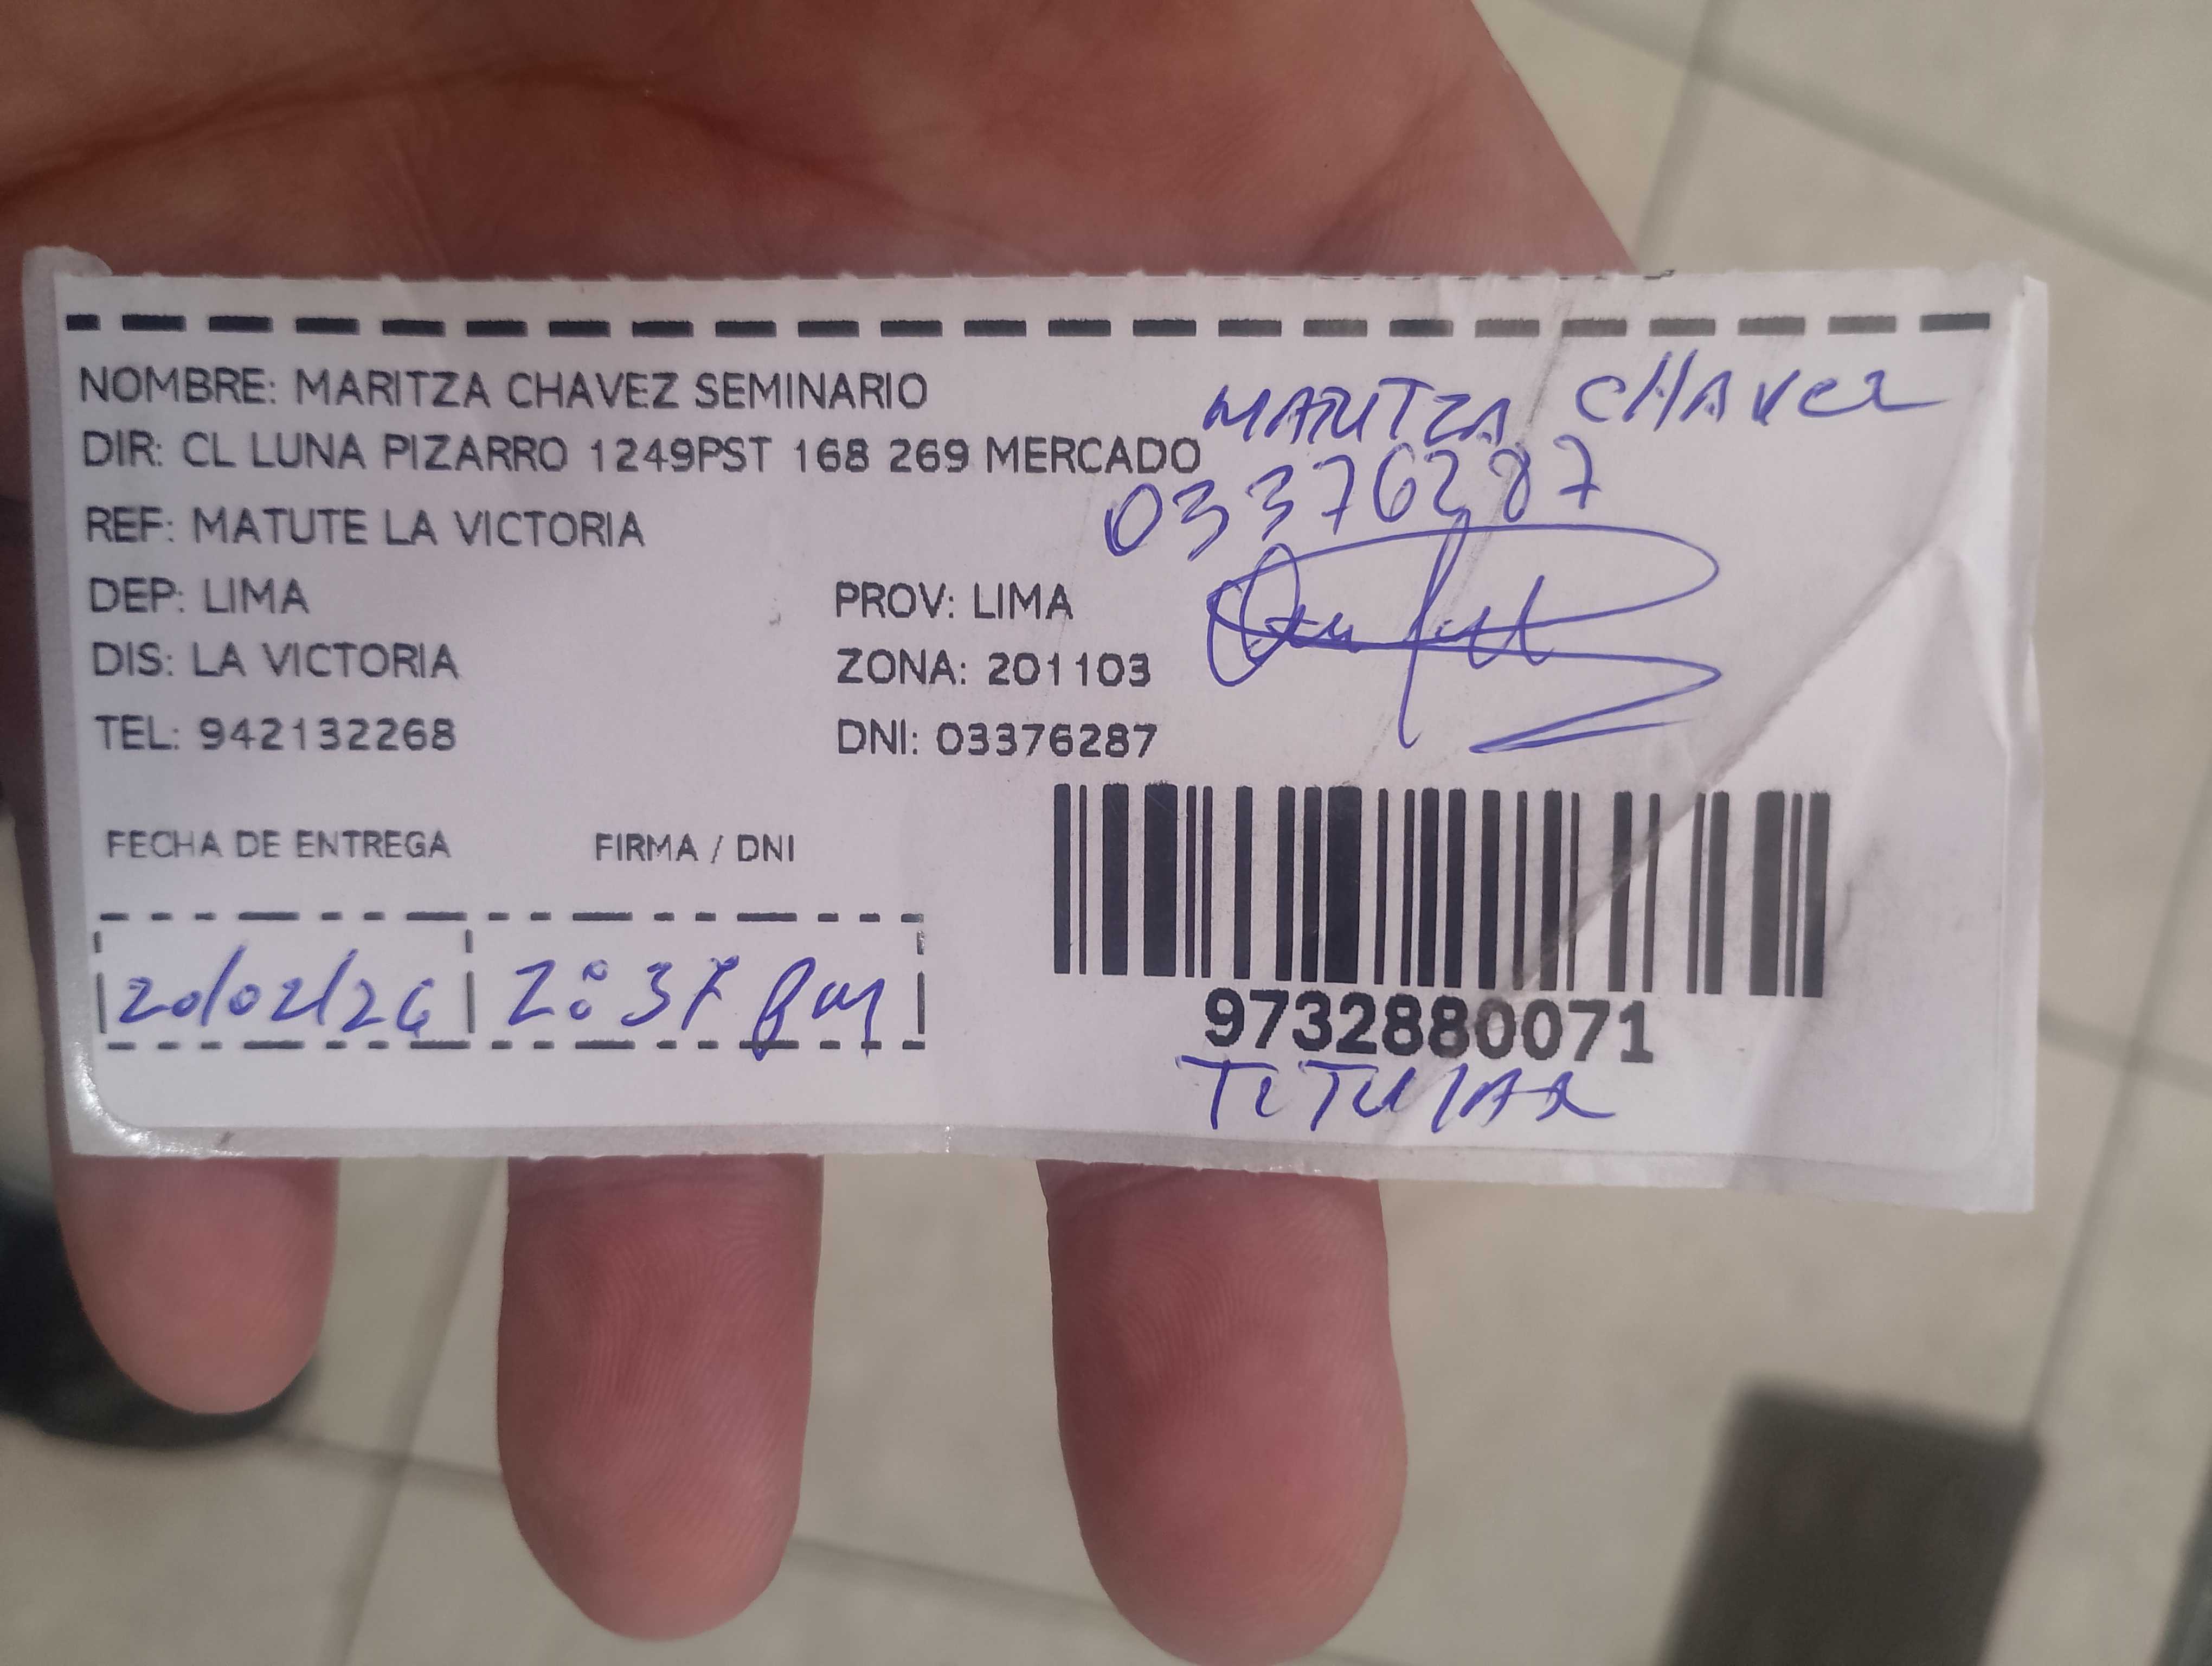 NOMBRE: MARITZA CHAVEZ SEMINARIO
MARITZA CHAVEZ
DIR: CL LUNA PIZARRO 1249PST 168 269 MERCADO
03376287
REF: MATUTE LA VICTORIA
DEP: LIMA PROV: LIMA
DIS: LA VICTORIA ZONA: 201103
TEL: 942132268 DNI: 03376287
FECHA DE ENTREGA FIRMA / DNI
20/02/26 2:37 pm
9732880071
TITULAR